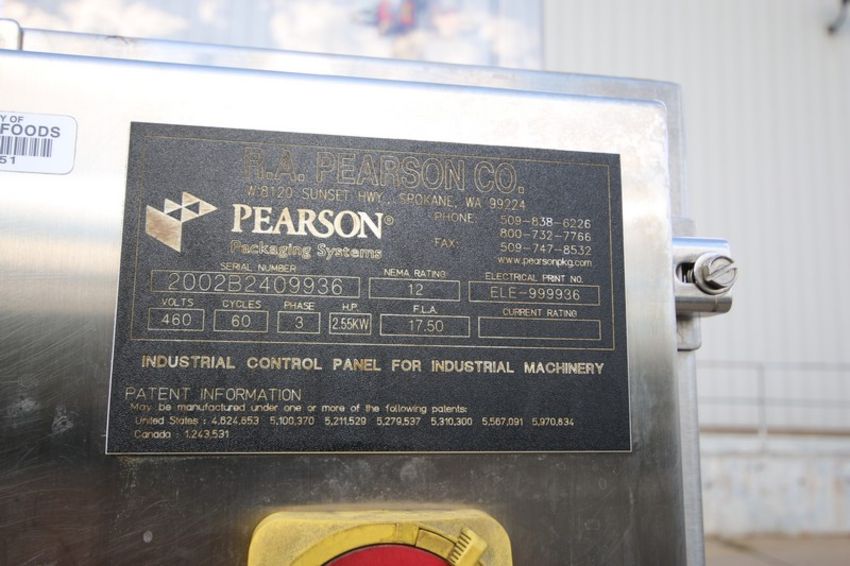 Y OF
FOODS
51
R.A. PEARSON CO.
W.8120 SUNSET HWY., SPOKANE, WA 99224
PEARSON®
Packaging Systems
PHONE: 509-838-6226
800-732-7766
FAX: 509-747-8532
www.pearsonpkg.com
SERIAL NUMBER NEMA RATING ELECTRICAL PRINT NO.
2002B2409936 12 ELE-999936
VOLTS CYCLES PHASE H.P. F.L.A. CURRENT RATING
460 60 3 2.55KW 17.50
INDUSTRIAL CONTROL PANEL FOR INDUSTRIAL MACHINERY
PATENT INFORMATION
May be manufactured under one or more of the following patents:
United States : 4,624,653 5,100,370 5,211,529 5,279,537 5,310,300 5,567,091 5,970,834
Canada : 1,243,531